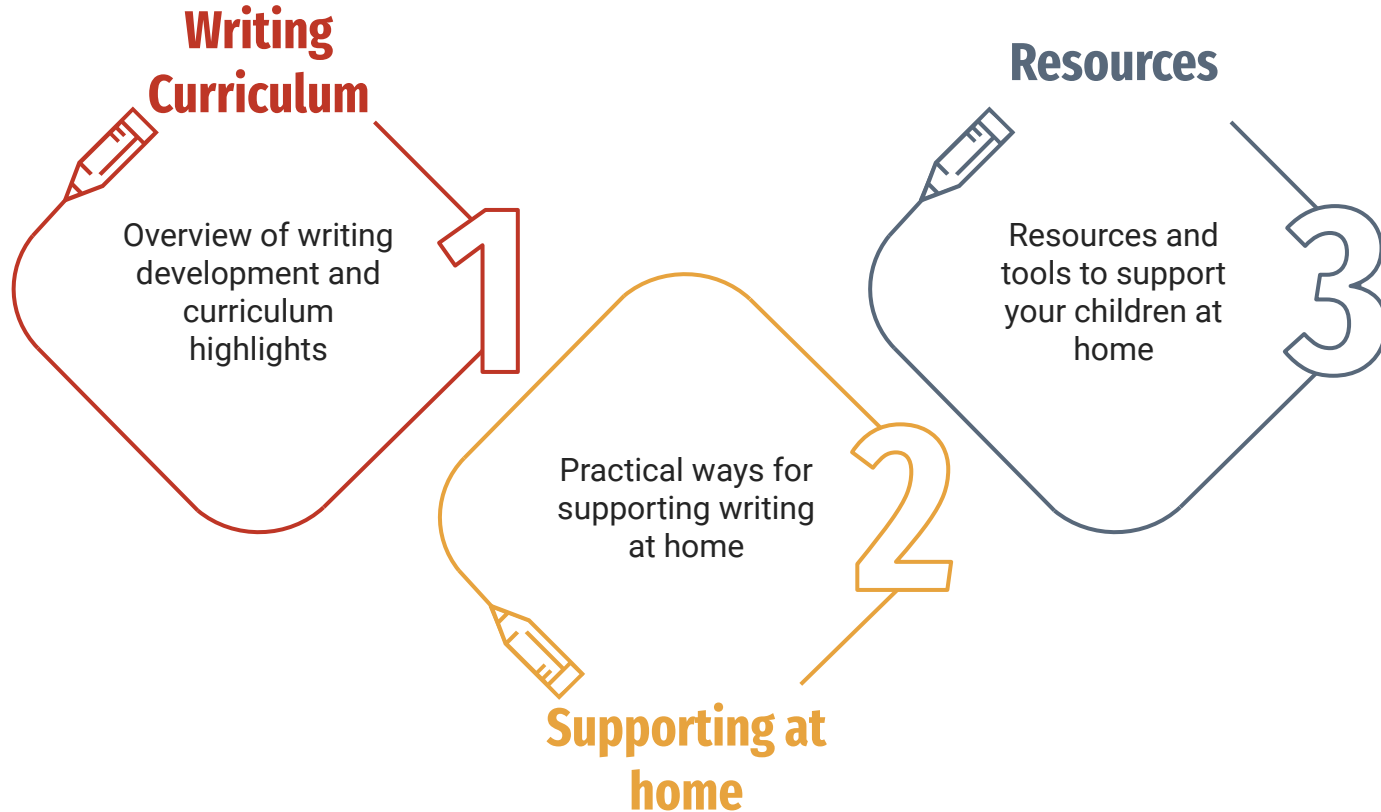 Writing
Curriculum
Overview of writing
development and
curriculum
highlights
1
Practical ways for
supporting writing
at home
2
Supporting at
home
Resources
Resources and
tools to support
your children at
home
3